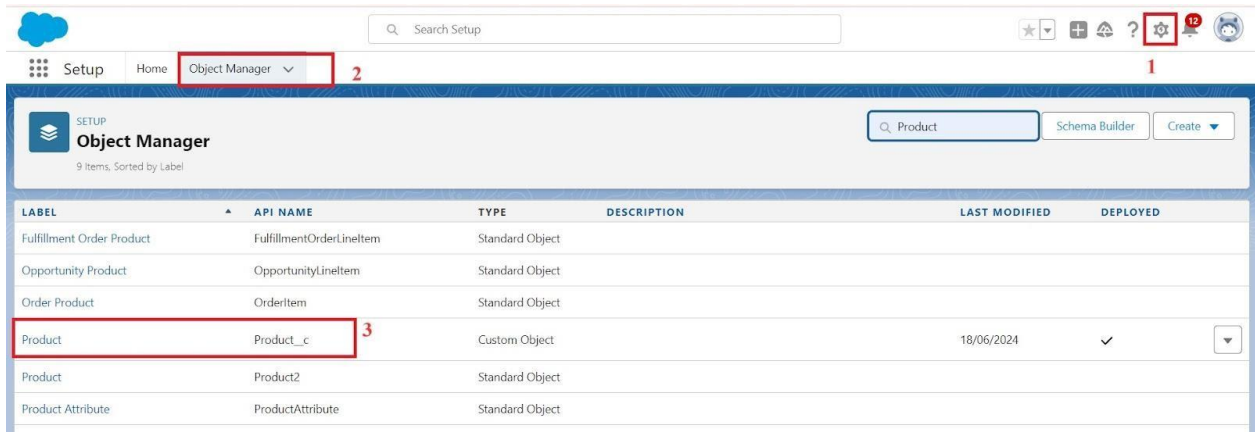 Search Setup
12
Setup Home Object Manager
2
1
SETUP
Object Manager
9 Items, Sorted by Label
Product
Schema Builder
Create
LABEL API NAME TYPE DESCRIPTION LAST MODIFIED DEPLOYED
Fulfillment Order Product FulfillmentOrderLineItem Standard Object
Opportunity Product OpportunityLineItem Standard Object
Order Product OrderItem Standard Object
3
Product Product__c Custom Object 18/06/2024
Product Product2 Standard Object
Product Attribute ProductAttribute Standard Object